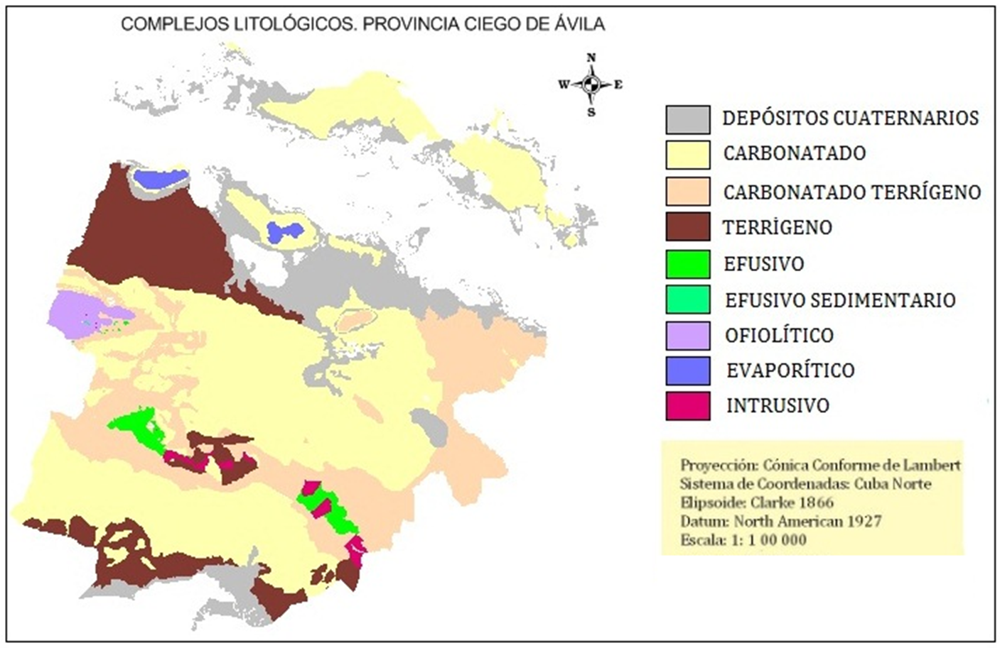 COMPLEJOS LITOLÓGICOS. PROVINCIA CIEGO DE ÁVILA
N
W E
S
DEPÓSITOS CUATERNARIOS
CARBONATADO
CARBONATADO TERRÍGENO
TERRÍGENO
EFUSIVO
EFUSIVO SEDIMENTARIO
OFIOLÍTICO
EVAPORÍTICO
INTRUSIVO
Proyección: Cónica Conforme de Lambert
Sistema de Coordenadas: Cuba Norte
Elipsoide: Clarke 1866
Datum: North American 1927
Escala: 1: 1 00 000